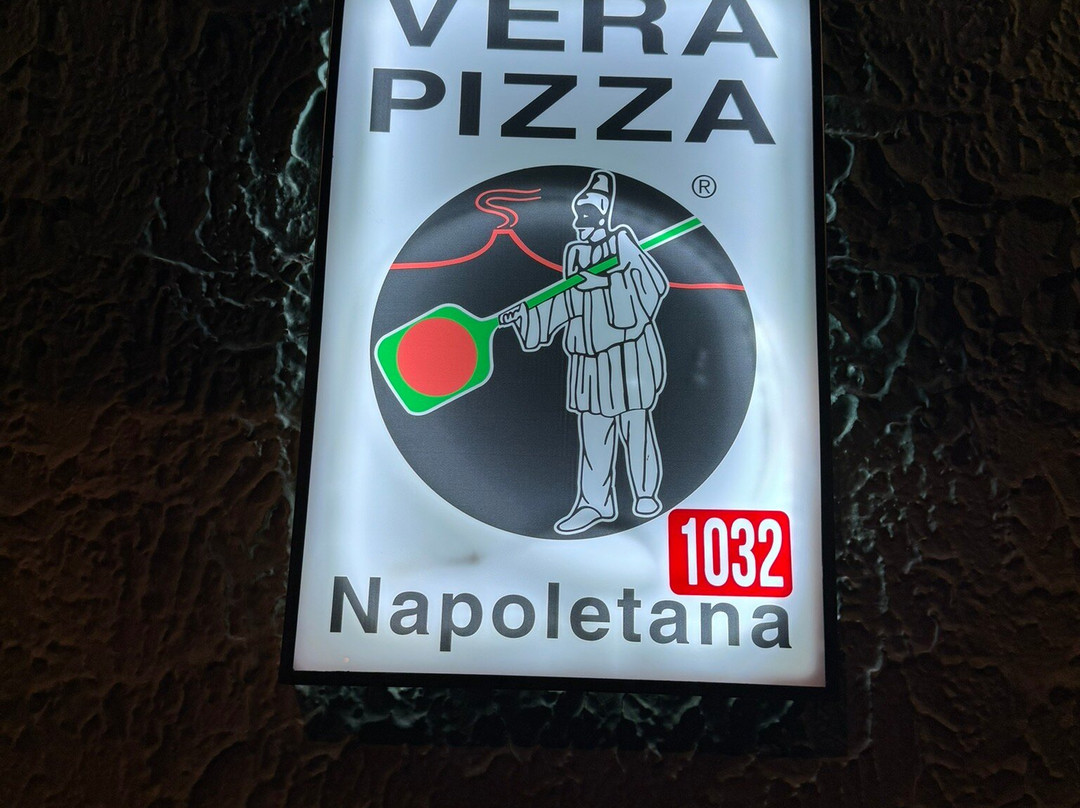 VERA
PIZZA
®
1032
Napoletana